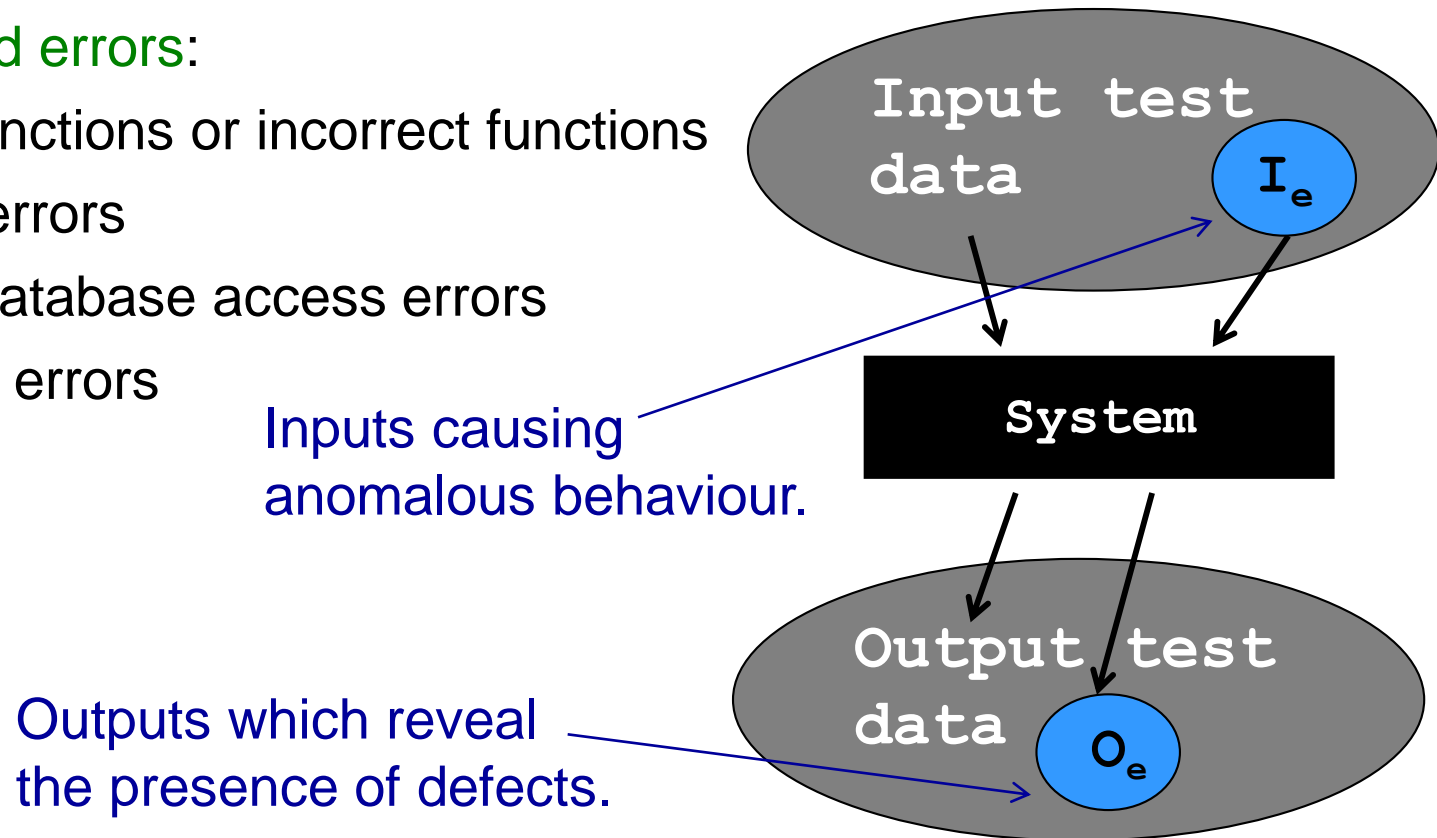 d errors:
nctions or incorrect functions
errors
atabase access errors
errors
Inputs causing
anomalous behaviour.
Outputs which reveal
the presence of defects.
Input test
data
Ie
System
Output test
data
Oe